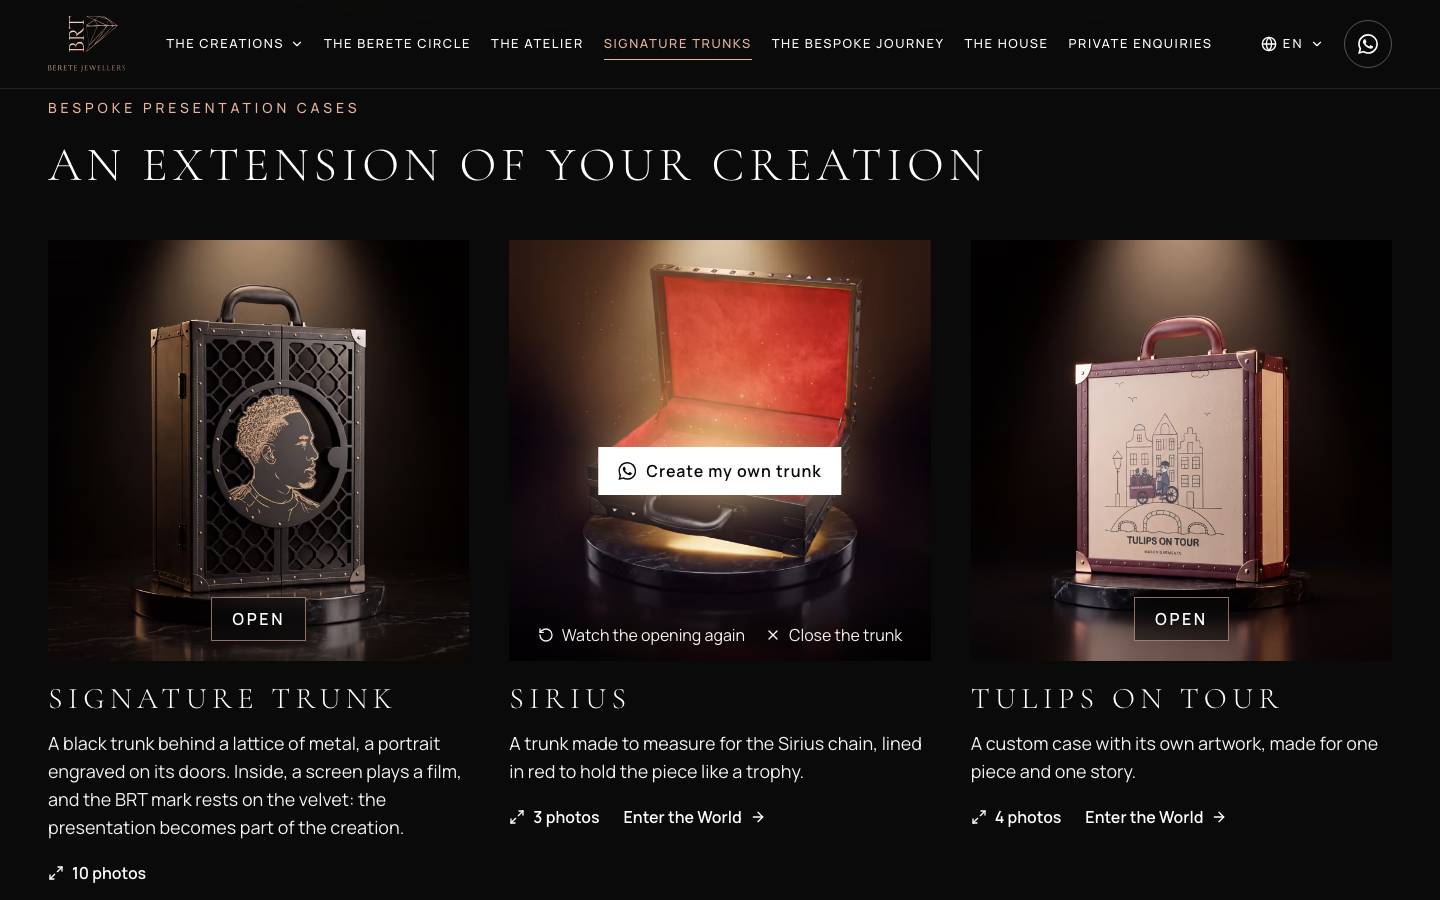 BRT
BERETE JEWELLERS
THE CREATIONS
THE BERETE CIRCLE
THE ATELIER
SIGNATURE TRUNKS
THE BESPOKE JOURNEY
THE HOUSE
PRIVATE ENQUIRIES
EN
BESPOKE PRESENTATION CASES
AN EXTENSION OF YOUR CREATION
OPEN
Create my own trunk
Watch the opening again
Close the trunk
TULIPS ON TOUR
OPEN
SIGNATURE TRUNK
A black trunk behind a lattice of metal, a portrait
engraved on its doors. Inside, a screen plays a film,
and the BRT mark rests on the velvet: the
presentation becomes part of the creation.
10 photos
SIRIUS
A trunk made to measure for the Sirius chain, lined
in red to hold the piece like a trophy.
3 photos
Enter the World
TULIPS ON TOUR
A custom case with its own artwork, made for one
piece and one story.
4 photos
Enter the World